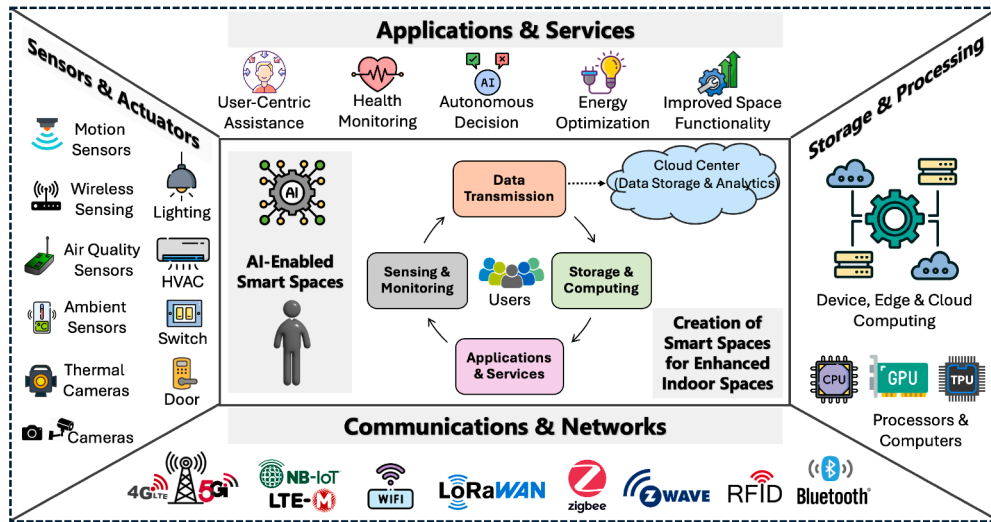 Applications & Services
User-Centric
Assistance
Health
Monitoring
Autonomous
Decision
AI
Energy
Optimization
Improved Space
Functionality
Sensors & Actuators
Motion
Sensors
Wireless
Sensing
Lighting
Air Quality
Sensors
HVAC
Ambient
Sensors
Switch
Thermal
Cameras
Door
Cameras
AI
AI-Enabled
Smart Spaces
Data
Transmission
Cloud Center
(Data Storage & Analytics)
Sensing &
Monitoring
Users
Storage &
Computing
Applications
& Services
Creation of
Smart Spaces
for Enhanced
Indoor Spaces
Storage & Processing
Device, Edge & Cloud
Computing
CPU
GPU
TPU
Processors &
Computers
Communications & Networks
4G LTE
5G
NB-IoT
LTE-M
WIFI
LoRaWAN
zigbee
Z WAVE
RFID
Bluetooth®